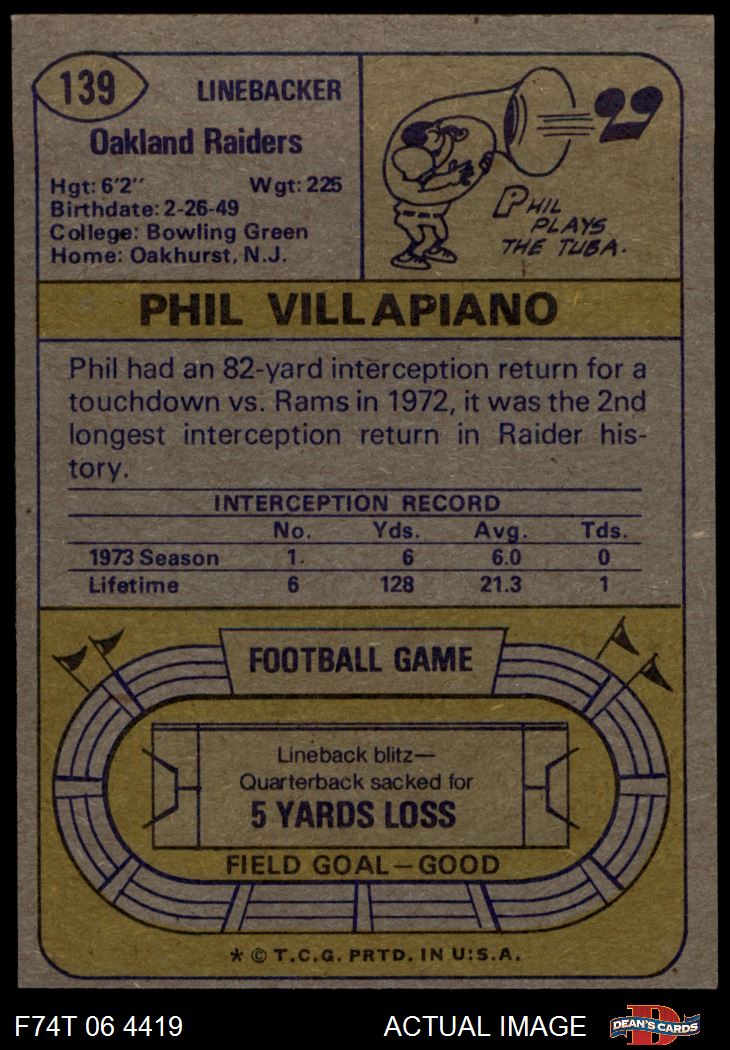 139
LINEBACKER
Oakland Raiders
Hgt: 6'2" Wgt: 225
Birthdate: 2-26-49
College: Bowling Green
Home: Oakhurst, N.J.
PHIL
PLAYS
THE TUBA.
PHIL VILLAPIANO
Phil had an 82-yard interception return for a
touchdown vs. Rams in 1972, it was the 2nd
longest interception return in Raider his-
tory.
INTERCEPTION RECORD
No. Yds. Avg. Tds.
1973 Season 1 6 6.0 0
Lifetime 6 128 21.3 1
FOOTBALL GAME
Lineback blitz—
Quarterback sacked for
5 YARDS LOSS
FIELD GOAL—GOOD
* © T.C.G. PRTD. IN U.S.A.
F74T 06 4419 ACTUAL IMAGE D DEAN'S CARDS